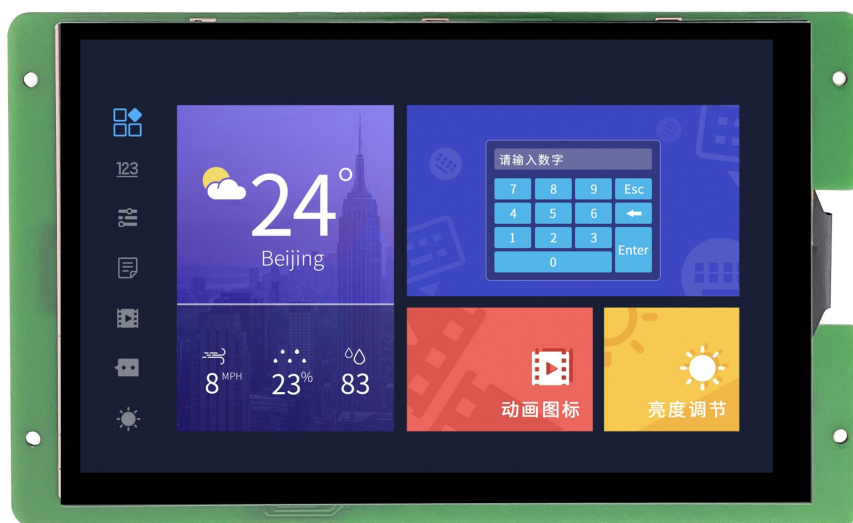 123
24°
Beijing
8 MPH
23%
83
请输入数字
7 8 9 Esc
4 5 6
1 2 3 Enter
0
动画图标
亮度调节